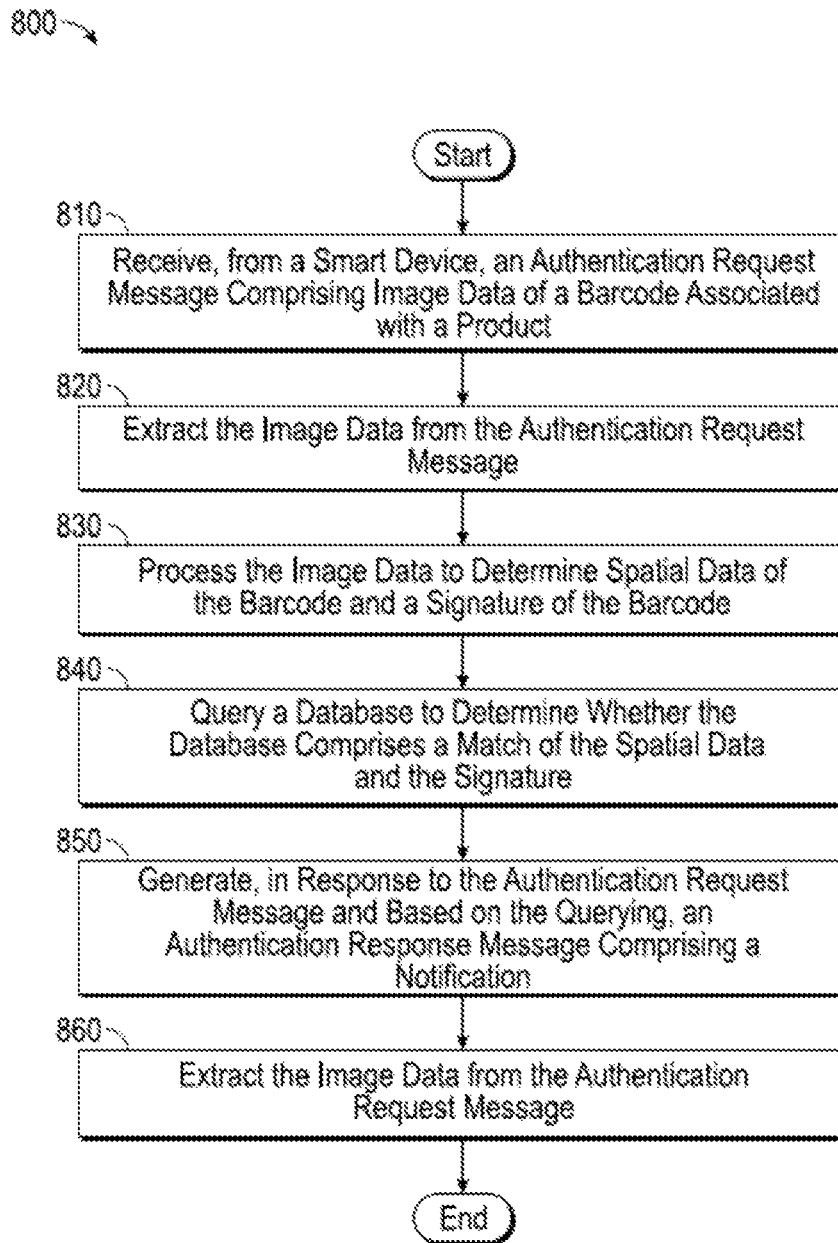 800
Start
810
Receive, from a Smart Device, an Authentication Request
Message Comprising Image Data of a Barcode Associated
with a Product
820
Extract the Image Data from the Authentication Request
Message
830
Process the Image Data to Determine Spatial Data of
the Barcode and a Signature of the Barcode
840
Query a Database to Determine Whether the
Database Comprises a Match of the Spatial Data
and the Signature
850
Generate, in Response to the Authentication Request
Message and Based on the Querying, an
Authentication Response Message Comprising a
Notification
860
Extract the Image Data from the Authentication
Request Message
End